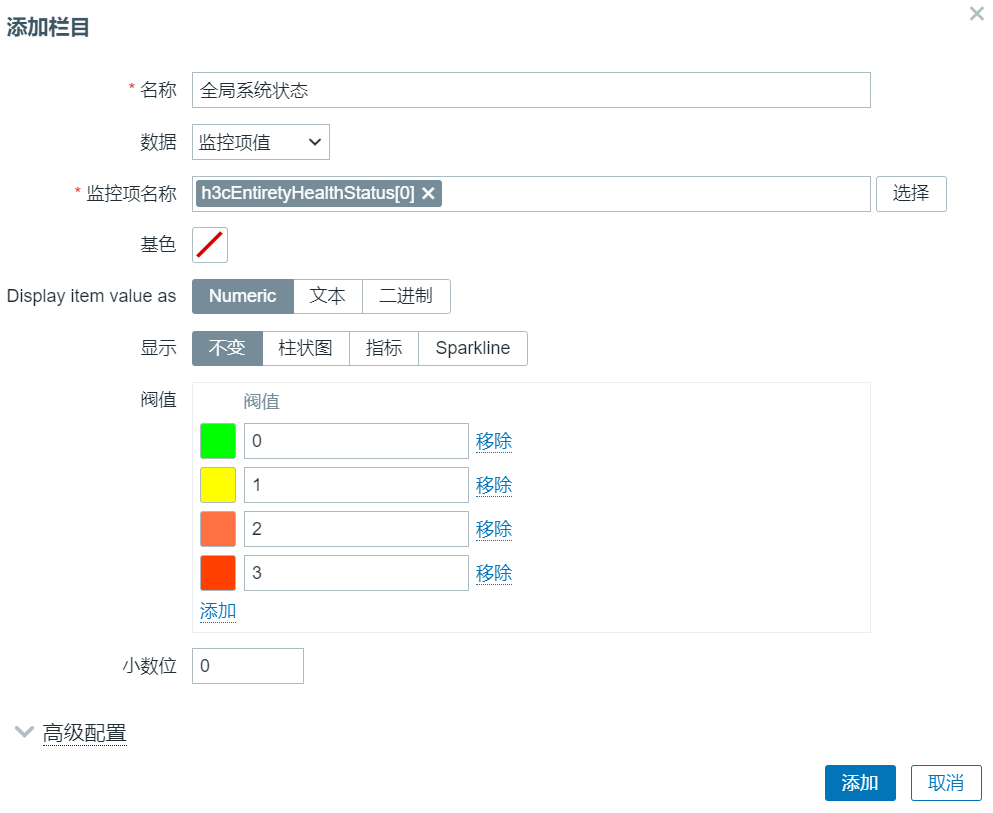 添加栏目
* 名称 全局系统状态
数据 监控项值
* 监控项名称 h3cEntiretyHealthStatus[0] 选择
基色
Display item value as Numeric 文本 二进制
显示 不变 柱状图 指标 Sparkline
阀值 阀值
0 移除
1 移除
2 移除
3 移除
添加
小数位 0
高级配置
添加 取消